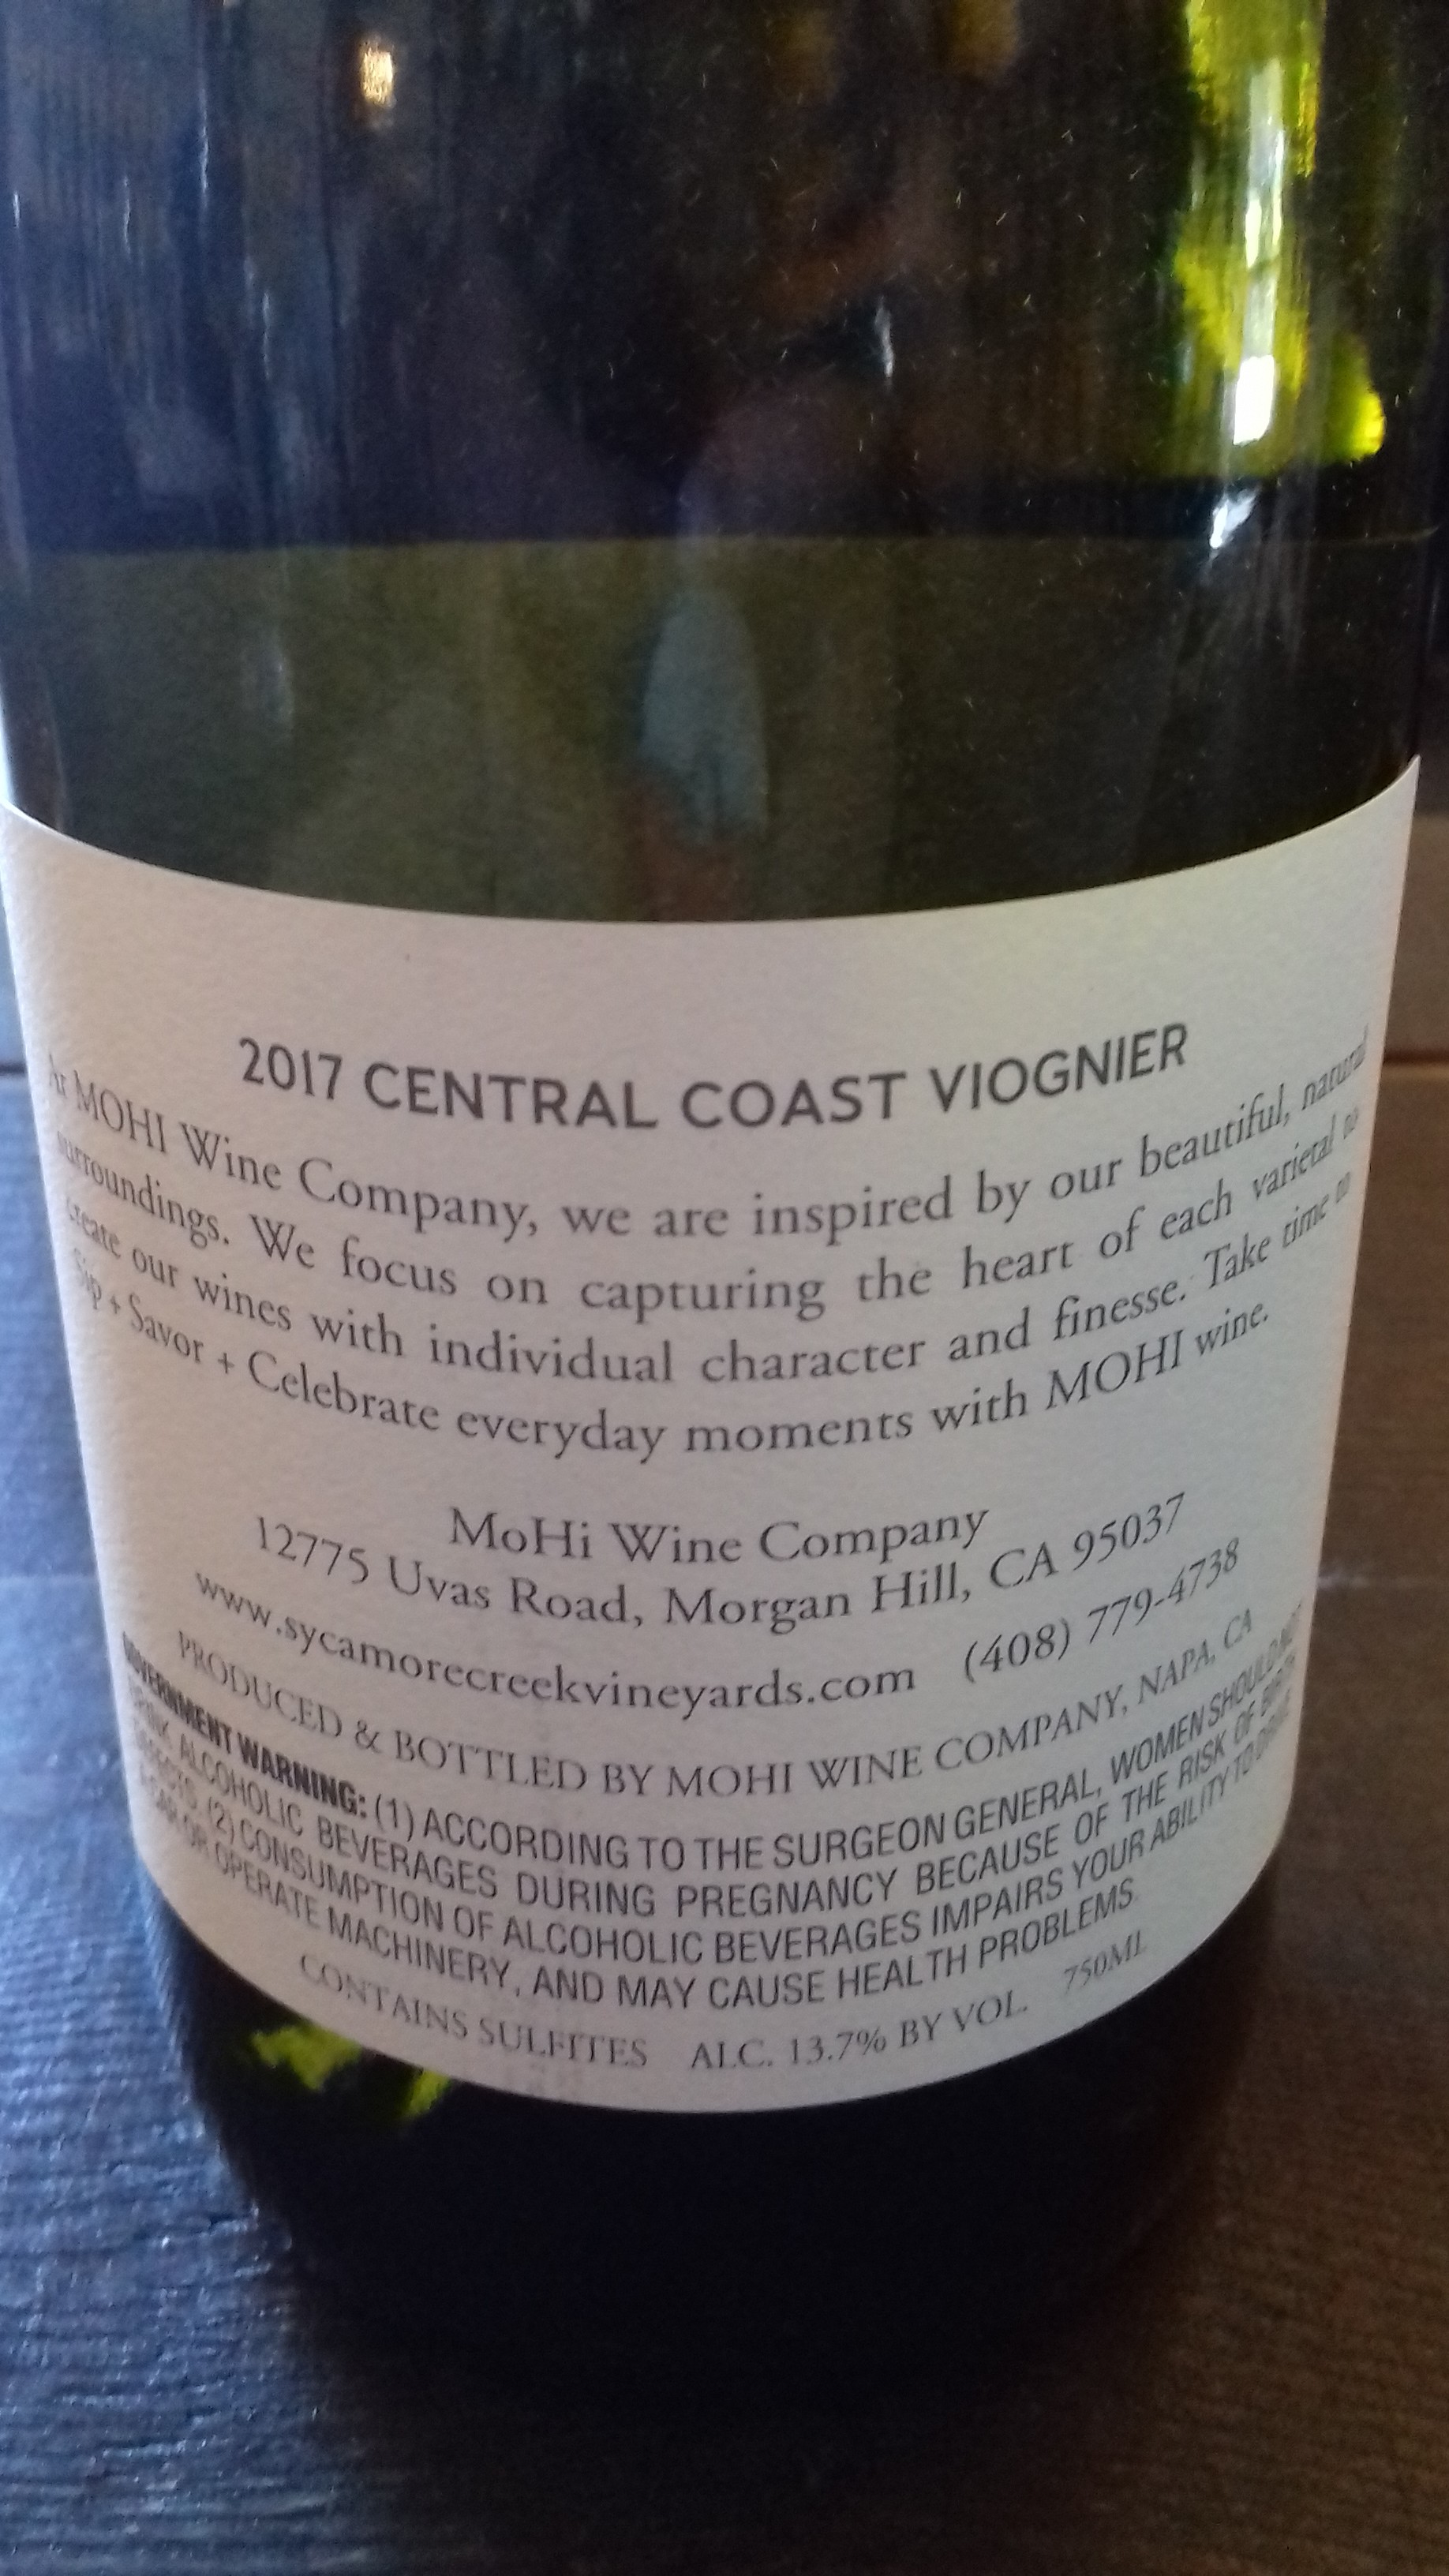 2017 CENTRAL COAST VIOGNIER
At MOHI Wine Company, we are inspired by our beautiful, natural
surroundings. We focus on capturing the heart of each varietal to
create our wines with individual character and finesse. Take time to
Sip + Savor + Celebrate everyday moments with MOHI wine.
MoHi Wine Company
12775 Uvas Road, Morgan Hill, CA 95037
www.sycamorecreekvineyards.com (408) 779-4738
PRODUCED & BOTTLED BY MOHI WINE COMPANY, NAPA, CA
GOVERNMENT WARNING: (1) ACCORDING TO THE SURGEON GENERAL, WOMEN SHOULD NOT
DRINK ALCOHOLIC BEVERAGES DURING PREGNANCY BECAUSE OF THE RISK OF BIRTH
DEFECTS. (2) CONSUMPTION OF ALCOHOLIC BEVERAGES IMPAIRS YOUR ABILITY TO DRIVE
A CAR OR OPERATE MACHINERY, AND MAY CAUSE HEALTH PROBLEMS
CONTAINS SULFITES ALC. 13.7% BY VOL. 750ML